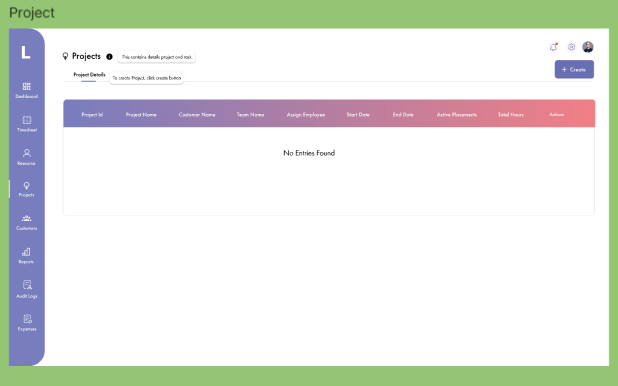 Project
L
Projects
This contains details project and task.
Project Details
To create Project, click create button
+ Create
Dashboard
Timesheet
Resource
Projects
Customers
Reports
Audit Logs
Expenses
Project Id Project Name Customer Name Team Name Assign Employee Start Date End Date Active Placements Total Hours Actions
No Entries Found